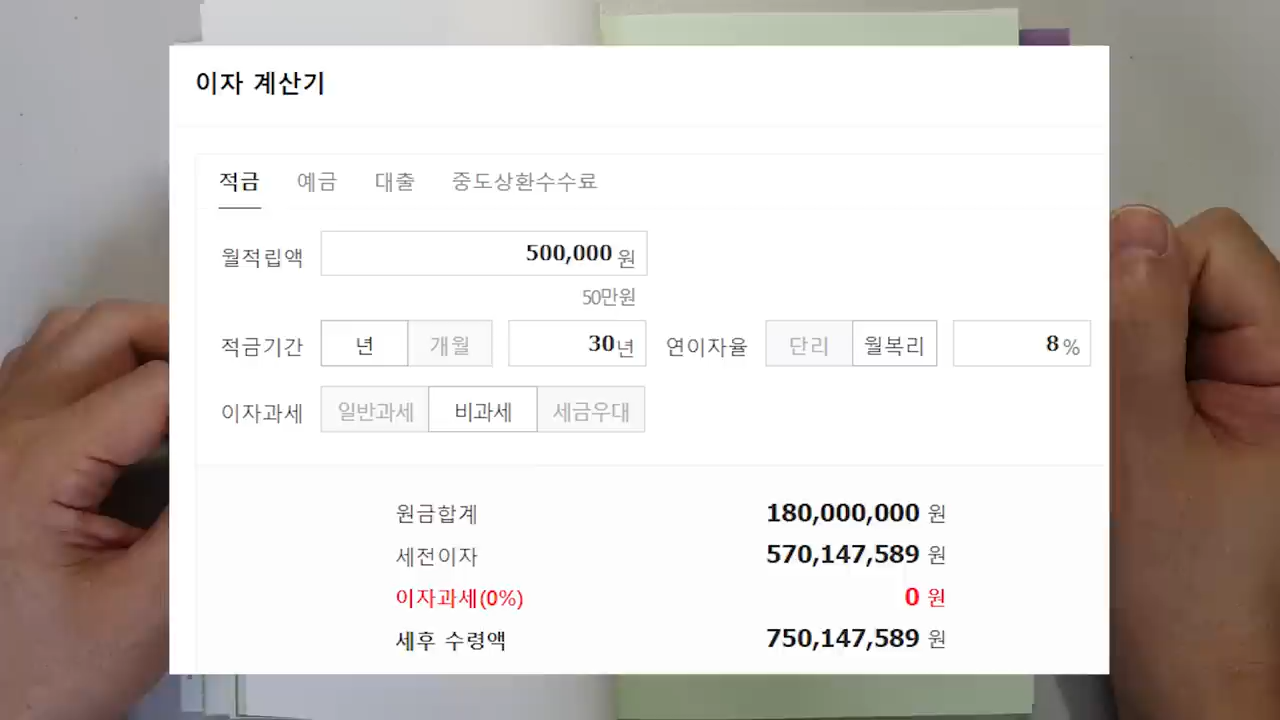 이자 계산기
적금 예금 대출 중도상환수수료
월적립액 500,000 원
50만원
적금기간 년 개월 30 년 연이자율 단리 월복리 8 %
이자과세 일반과세 비과세 세금우대
원금합계 180,000,000 원
세전이자 570,147,589 원
이자과세(0%) 0 원
세후 수령액 750,147,589 원